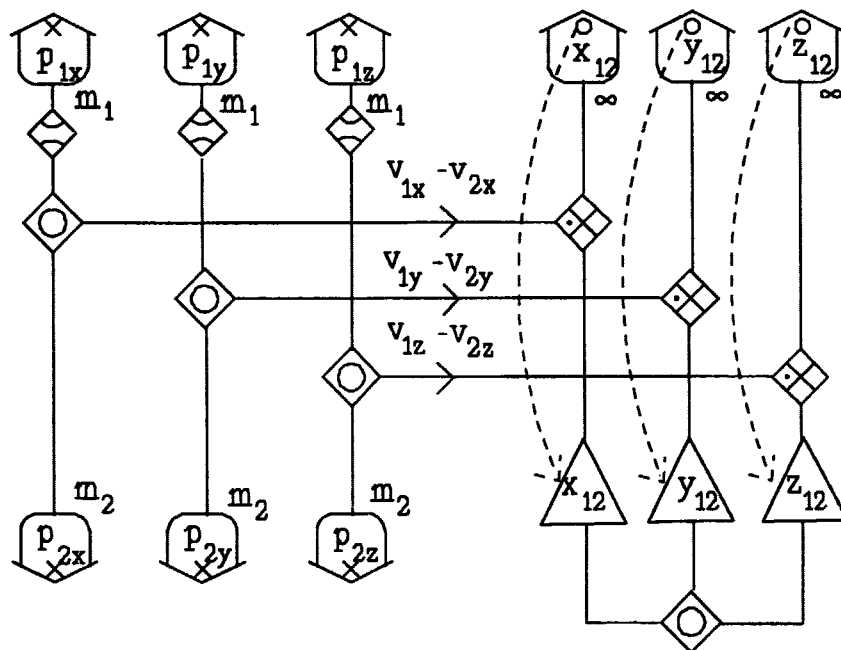 p1x p1y p1z x12 y12 z12
∞ ∞ ∞
m1 m1 m1
v1x -v2x
v1y -v2y
v1z -v2z
m2 m2 m2
x12 y12 z12
p2x p2y p2z